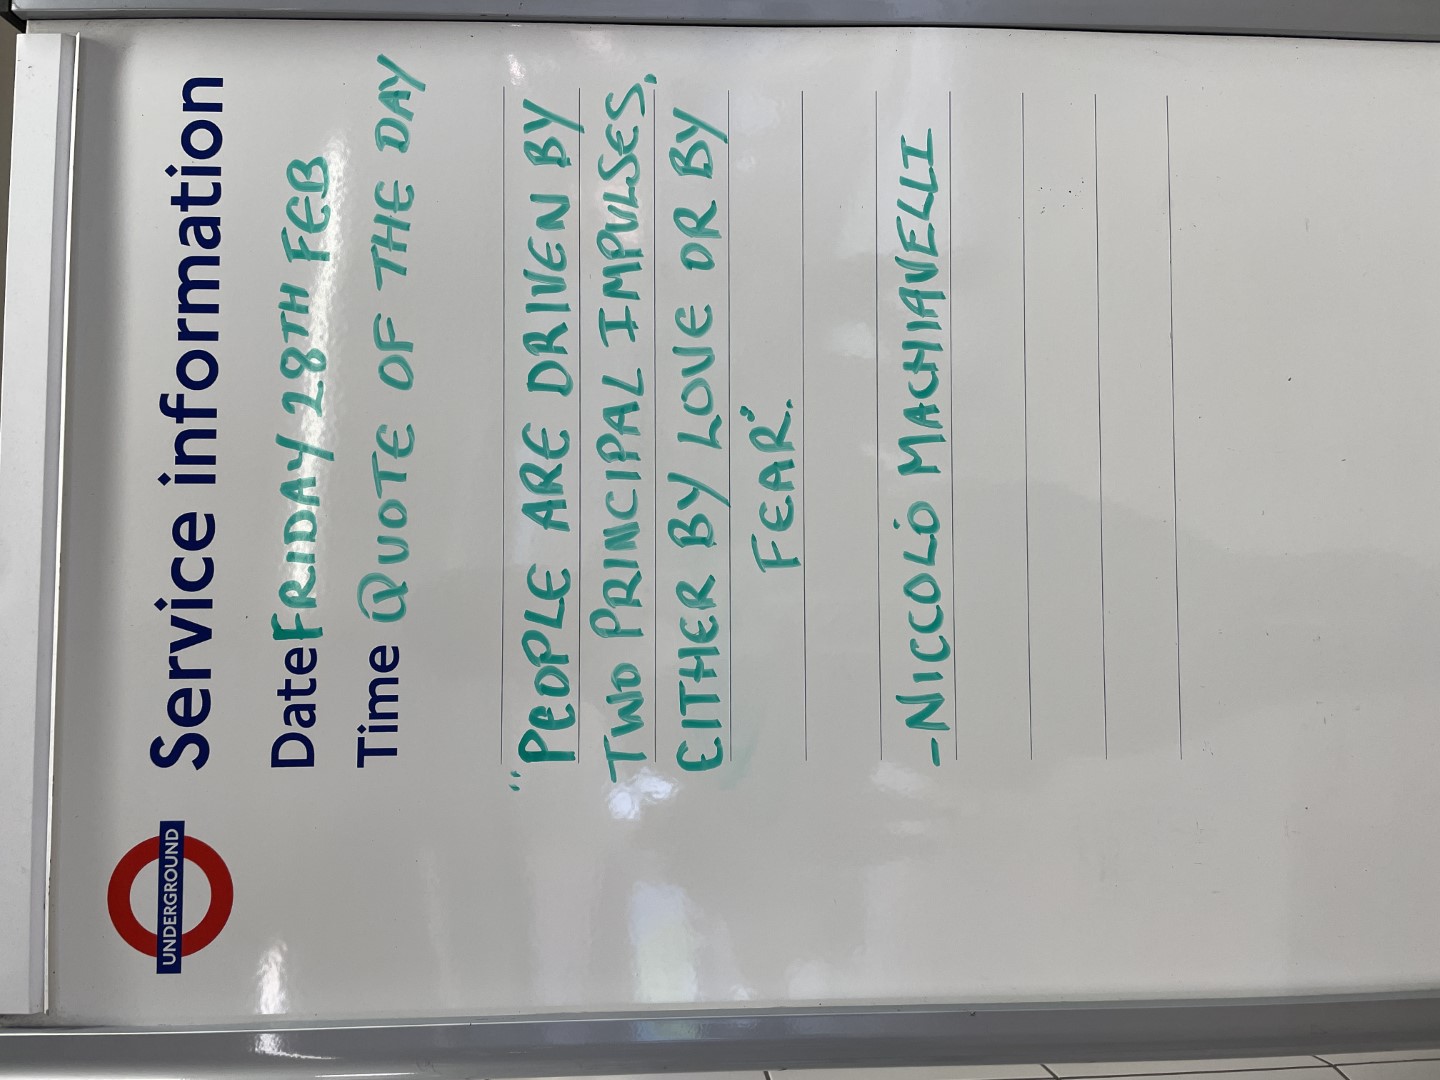 UNDERGROUND
Service information
Date FRIDAY 28TH FEB
Time QUOTE OF THE DAY
"PEOPLE ARE DRIVEN BY
TWO PRINCIPAL IMPULSES,
EITHER BY LOVE OR BY
FEAR".
-NICCOLÒ MACHIAVELLI